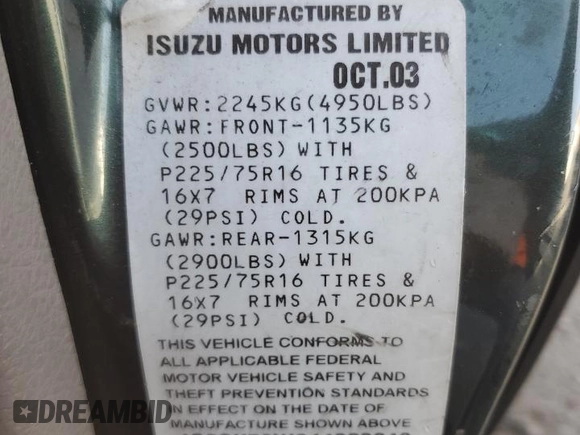 MANUFACTURED BY
ISUZU MOTORS LIMITED
OCT.03
GVWR:2245KG(4950LBS)
GAWR:FRONT-1135KG
(2500LBS) WITH
P225/75R16 TIRES &
16X7 RIMS AT 200KPA
(29PSI) COLD.
GAWR:REAR-1315KG
(2900LBS) WITH
P225/75R16 TIRES &
16X7 RIMS AT 200KPA
(29PSI) COLD.
THIS VEHICLE CONFORMS TO
ALL APPLICABLE FEDERAL
MOTOR VEHICLE SAFETY AND
THEFT PREVENTION STANDARDS
IN EFFECT ON THE DATE OF
MANUFACTURE SHOWN ABOVE
DREAMBID